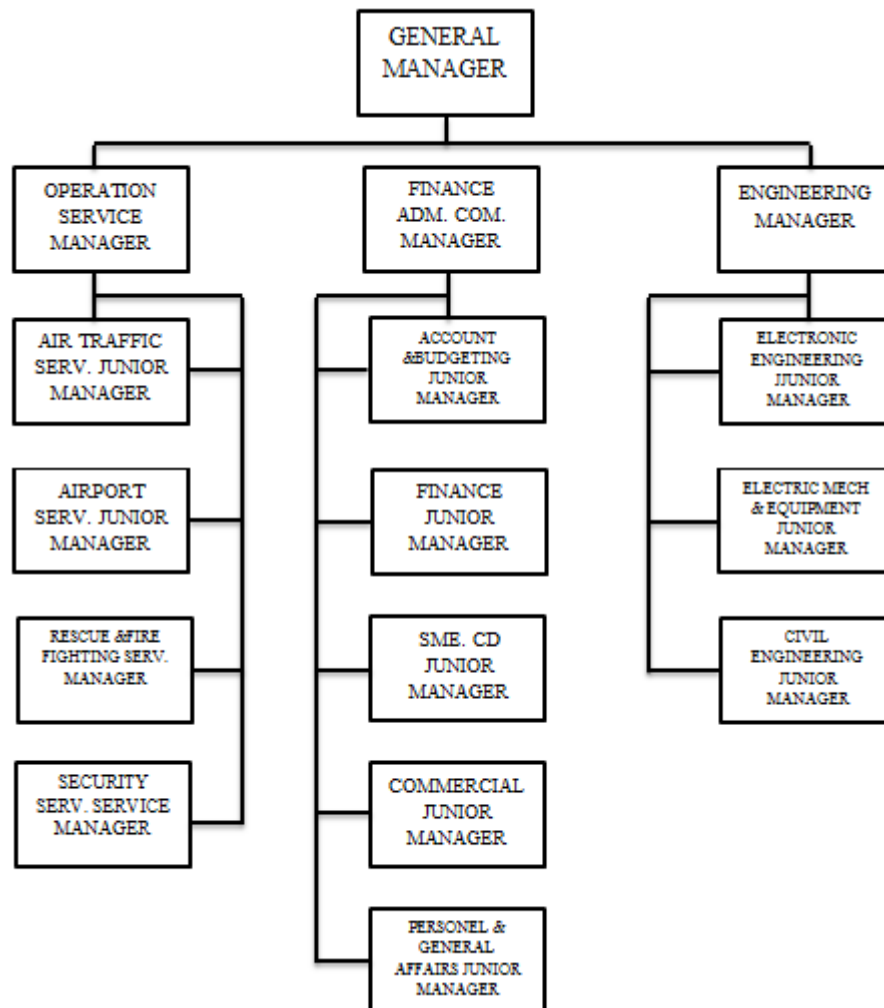 GENERAL
MANAGER
OPERATION
SERVICE
MANAGER
FINANCE
ADM. COM.
MANAGER
ENGINEERING
MANAGER
AIR TRAFFIC
SERV. JUNIOR
MANAGER
ACCOUNT
&BUDGETING
JUNIOR
MANAGER
ELECTRONIC
ENGINEERING
JJUNIOR
MANAGER
AIRPORT
SERV. JUNIOR
MANAGER
FINANCE
JUNIOR
MANAGER
ELECTRIC MECH
& EQUIPMENT
JUNIOR
MANAGER
RESCUE &FIRE
FIGHTING SERV.
MANAGER
SME. CD
JUNIOR
MANAGER
CIVIL
ENGINEERING
JUNIOR
MANAGER
SECURITY
SERV. SERVICE
MANAGER
COMMERCIAL
JUNIOR
MANAGER
PERSONEL &
GENERAL
AFFAIRS JUNIOR
MANAGER